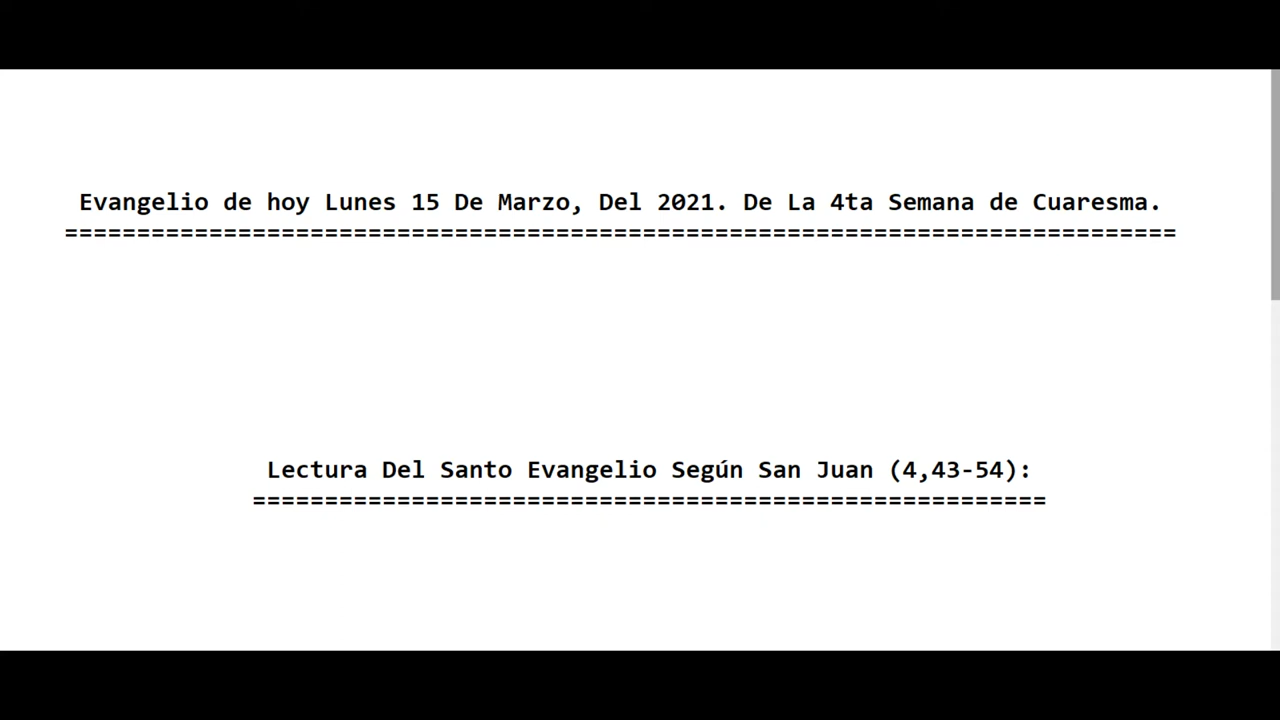 Evangelio de hoy Lunes 15 De Marzo, Del 2021. De La 4ta Semana de Cuaresma.
=============================================================================
Lectura Del Santo Evangelio Según San Juan (4,43-54):
=======================================================